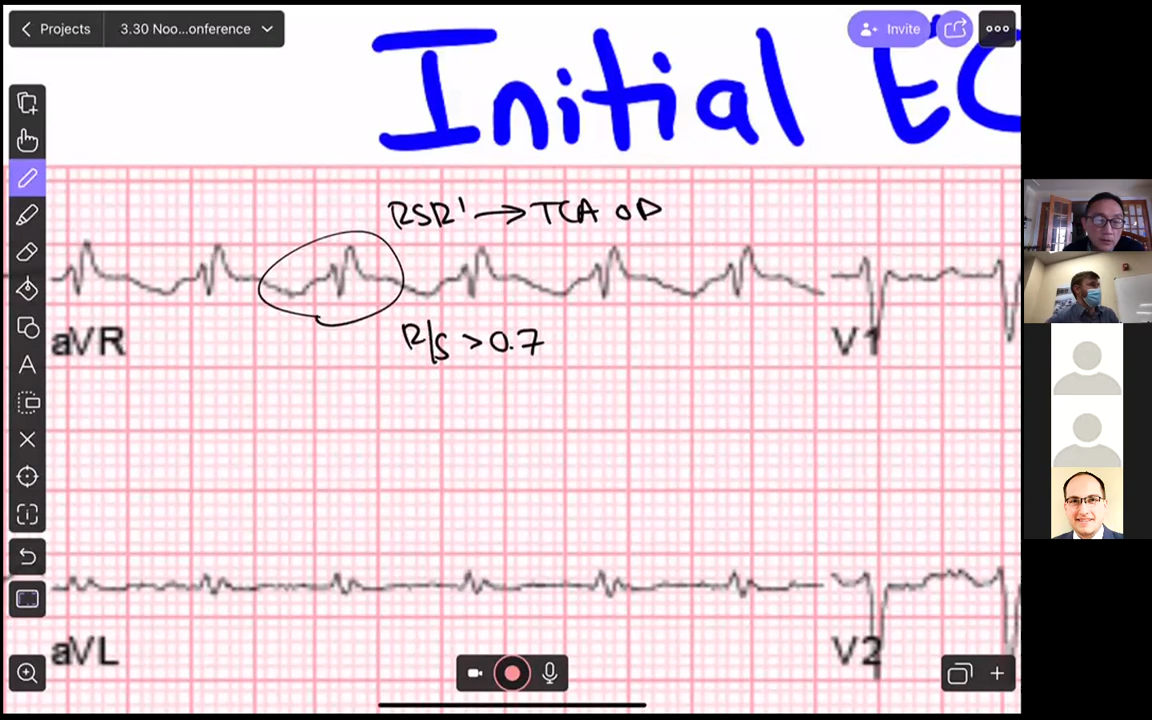 Projects
3.30 Noo...onference
Invite
Initial EC
RSR' → TCA OD
aVR
R/S > 0.7
V1
aVL
V2